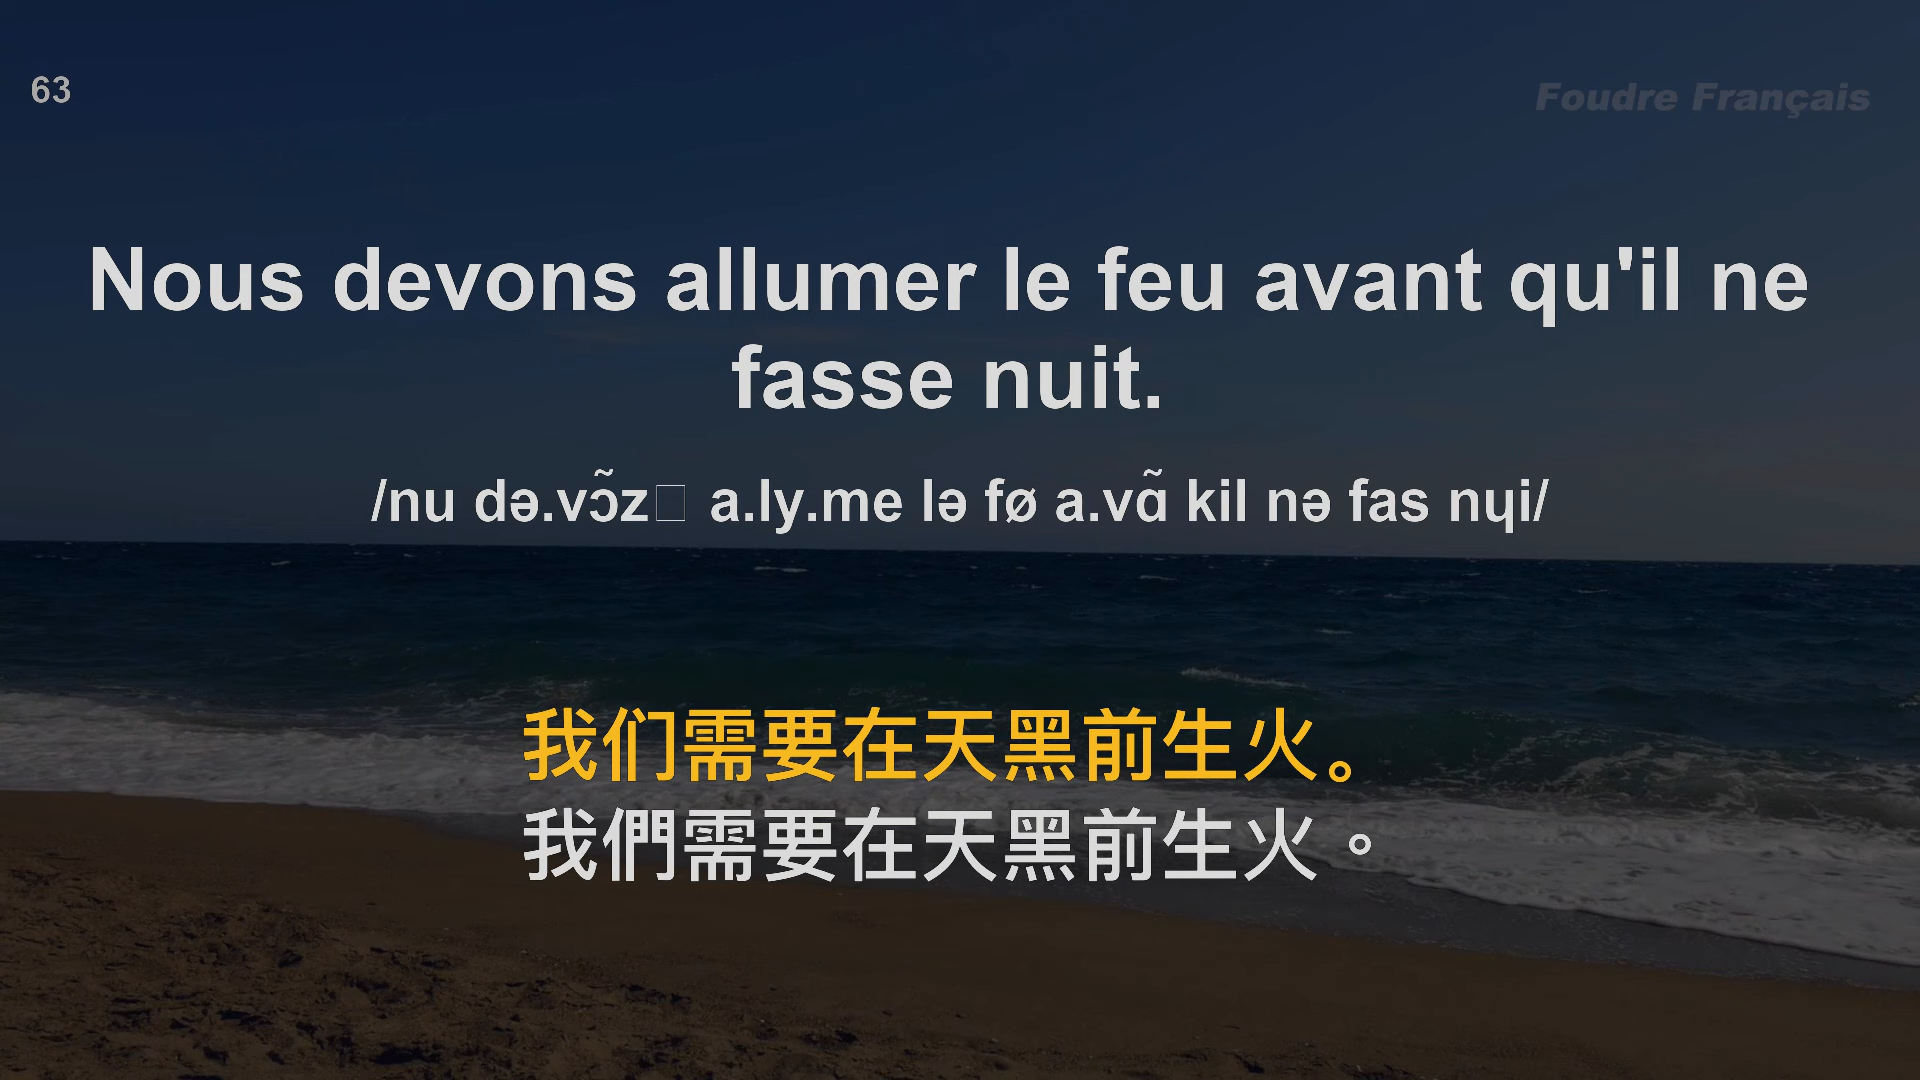 63
Foudre Français
Nous devons allumer le feu avant qu'il ne
fasse nuit.
/nu də.vɔ̃z□ a.ly.me lə fø a.vɑ̃ kil nə fas nɥi/
我们需要在天黑前生火。
我們需要在天黑前生火。